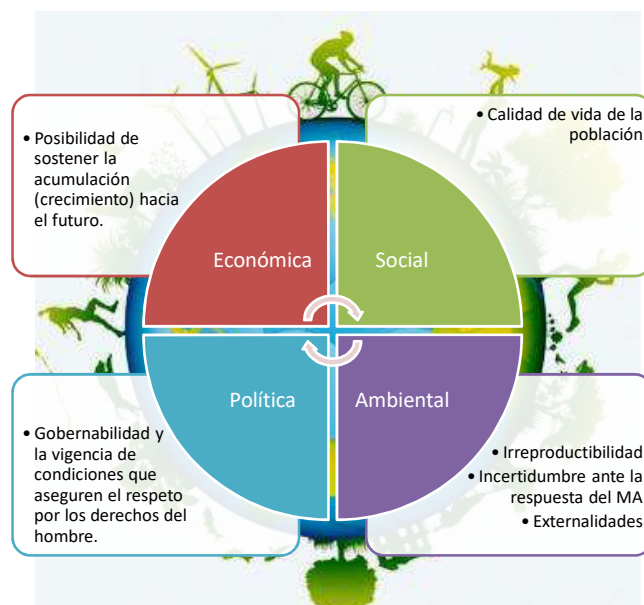 • Posibilidad de
sostener la
acumulación
(crecimiento) hacia
el futuro.
• Calidad de vida de la
población
Económica
Social
Política
Ambiental
• Gobernabilidad y
la vigencia de
condiciones que
aseguren el respeto
por los derechos del
hombre.
• Irreproductibilidad
• Incertidumbre ante la
respuesta del MA
• Externalidades